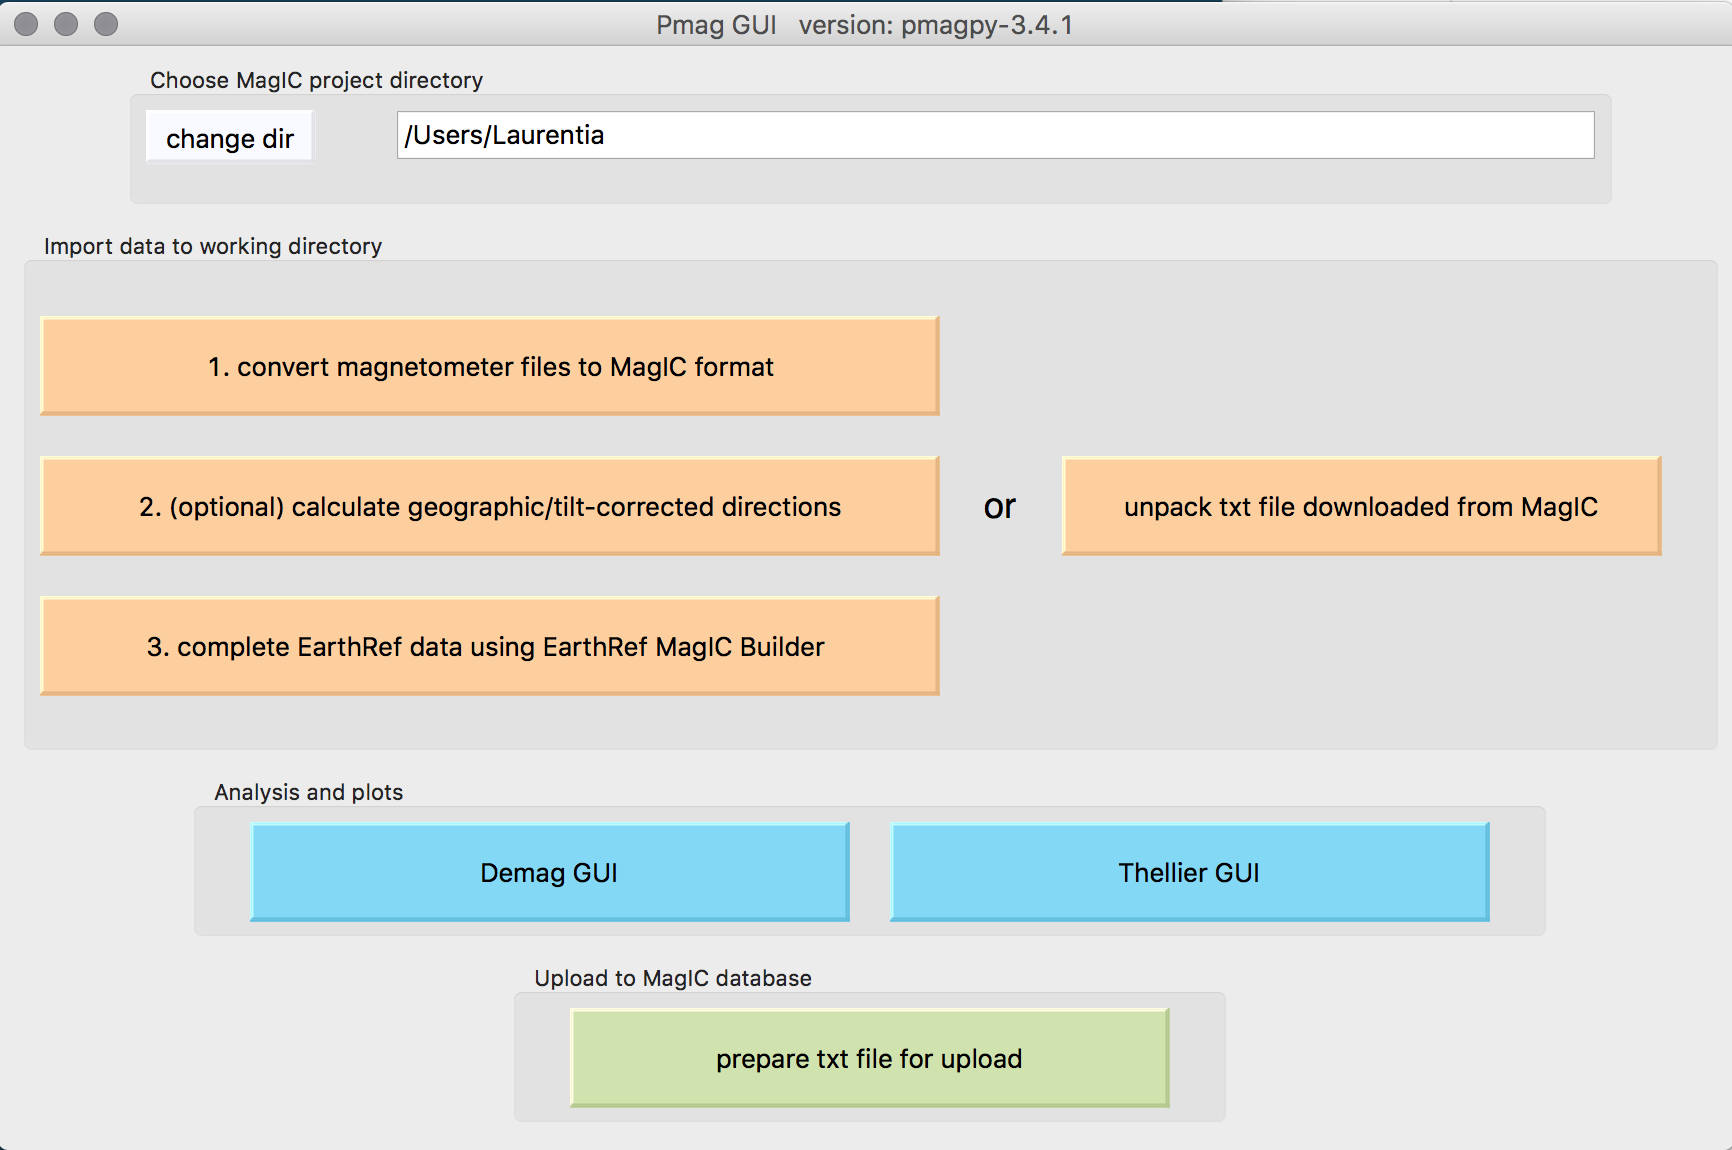 Pmag GUI   version: pmagpy-3.4.1
Choose MagIC project directory
change dir
/Users/Laurentia
Import data to working directory
1. convert magnetometer files to MagIC format
2. (optional) calculate geographic/tilt-corrected directions
or
unpack txt file downloaded from MagIC
3. complete EarthRef data using EarthRef MagIC Builder
Analysis and plots
Demag GUI
Thellier GUI
Upload to MagIC database
prepare txt file for upload